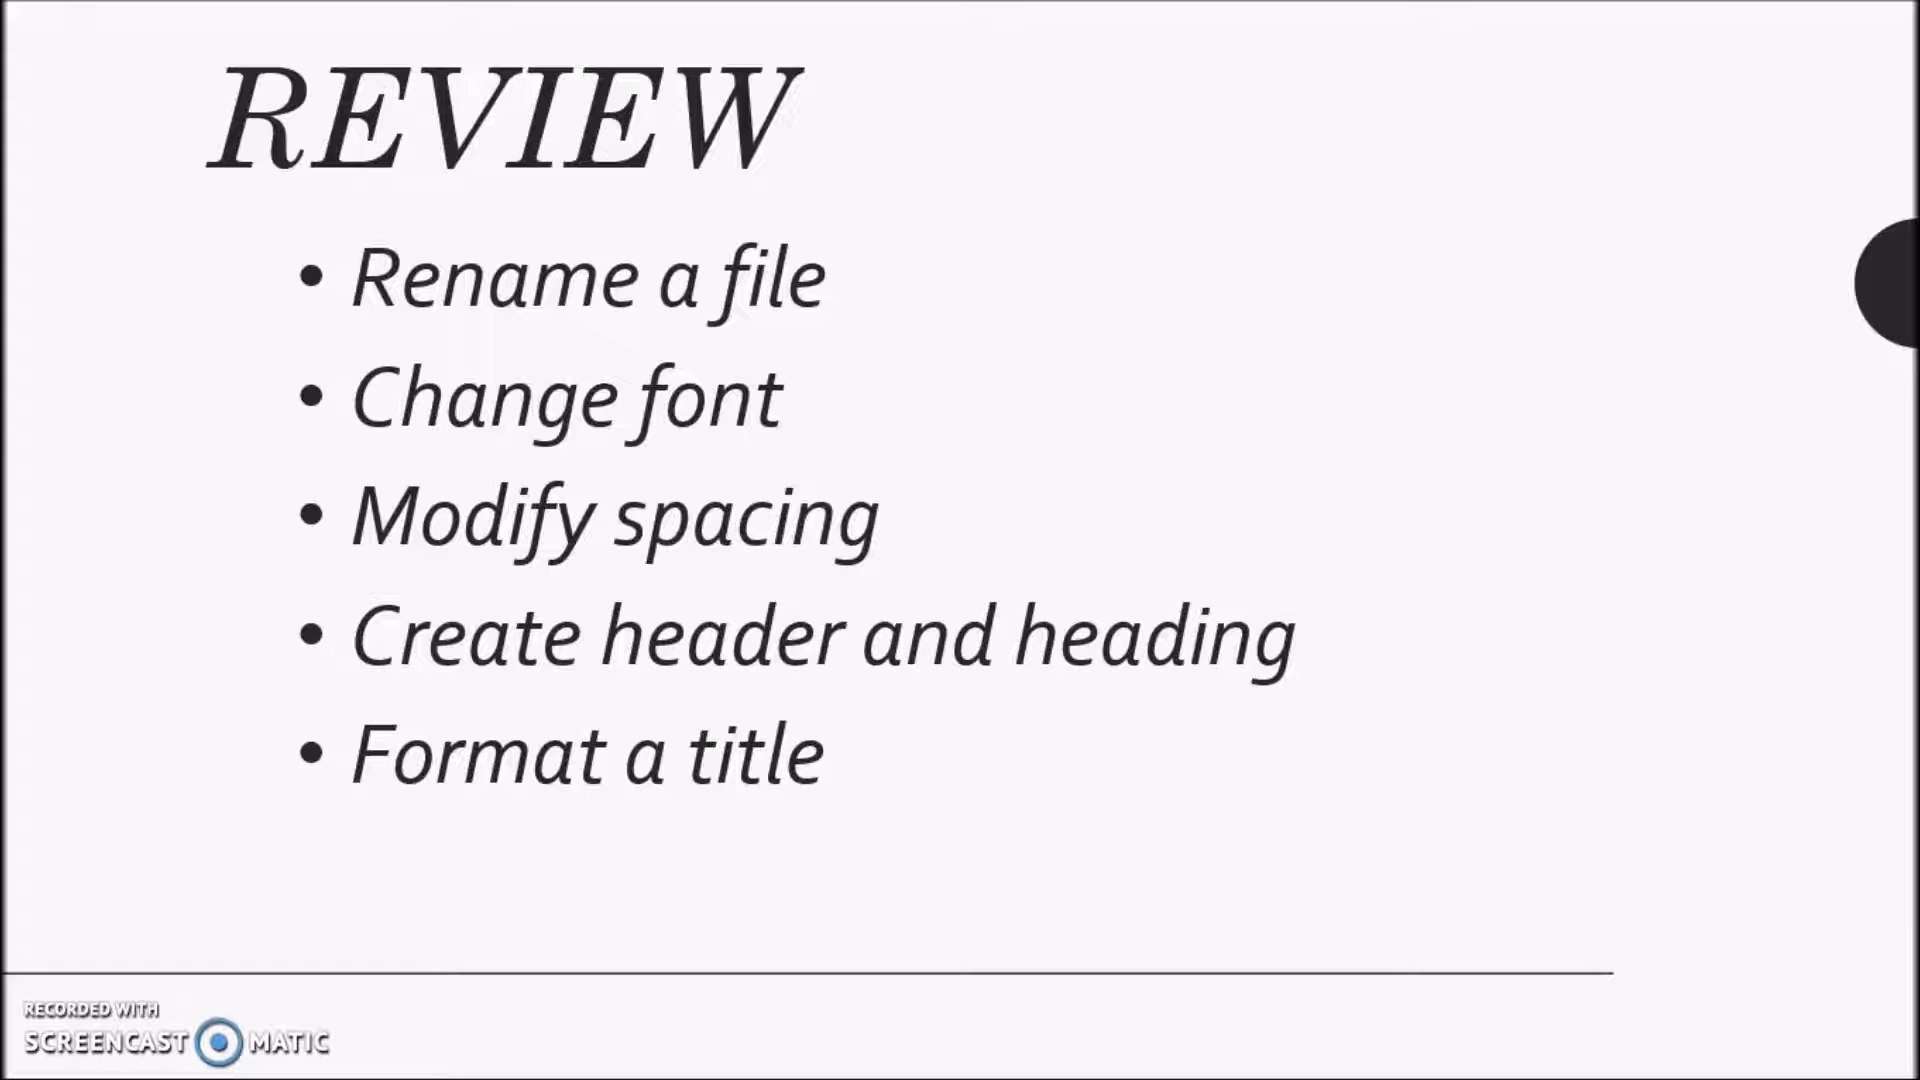 REVIEW
• Rename a file
• Change font
• Modify spacing
• Create header and heading
• Format a title
RECORDED WITH
SCREENCAST MATIC